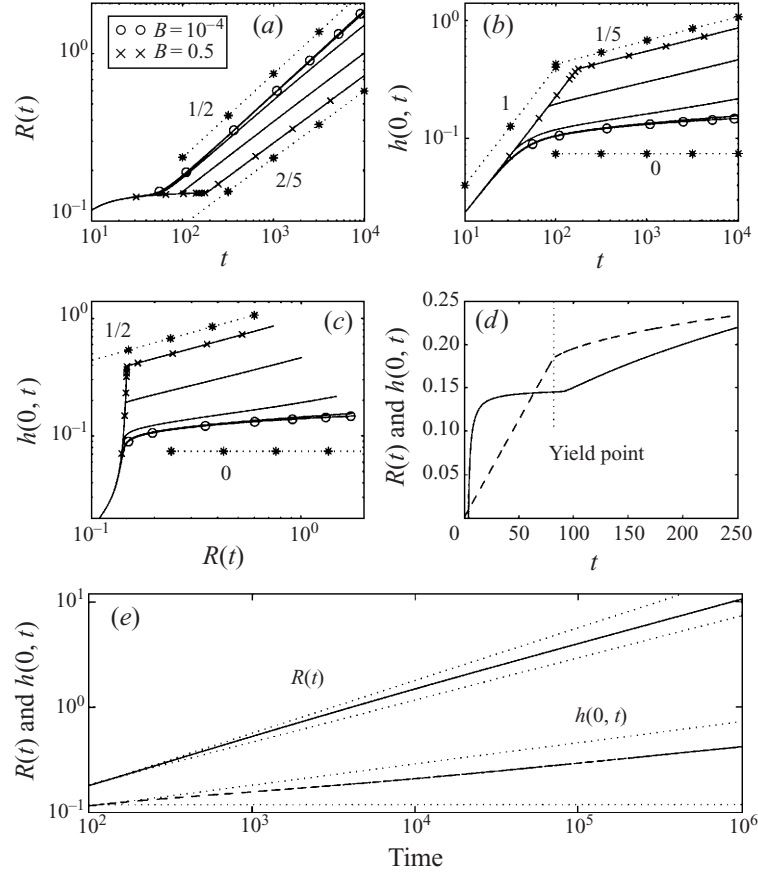 10⁰
10⁻¹
R(t)
B = 10⁻⁴
B = 0.5
(a)
1/2
2/5
10¹ 10² 10³ 10⁴
t
10⁰
10⁻¹
h(0, t)
(b)
1/5
1
0
10¹ 10² 10³ 10⁴
t
10⁰
10⁻¹
h(0, t)
1/2
(c)
0
10⁻¹ 10⁰
R(t)
0.25
0.20
0.15
0.10
0.05
R(t) and h(0, t)
(d)
Yield point
0 50 100 150 200 250
t
10¹
10⁰
10⁻¹
R(t) and h(0, t)
(e)
R(t)
h(0, t)
10² 10³ 10⁴ 10⁵ 10⁶
Time